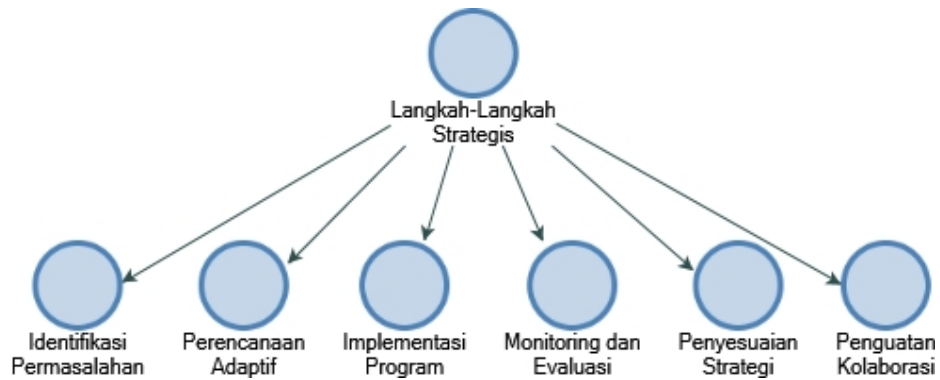 Langkah-Langkah
Strategis
Identifikasi
Permasalahan
Perencanaan
Adaptif
Implementasi
Program
Monitoring dan
Evaluasi
Penyesuaian
Strategi
Penguatan
Kolaborasi